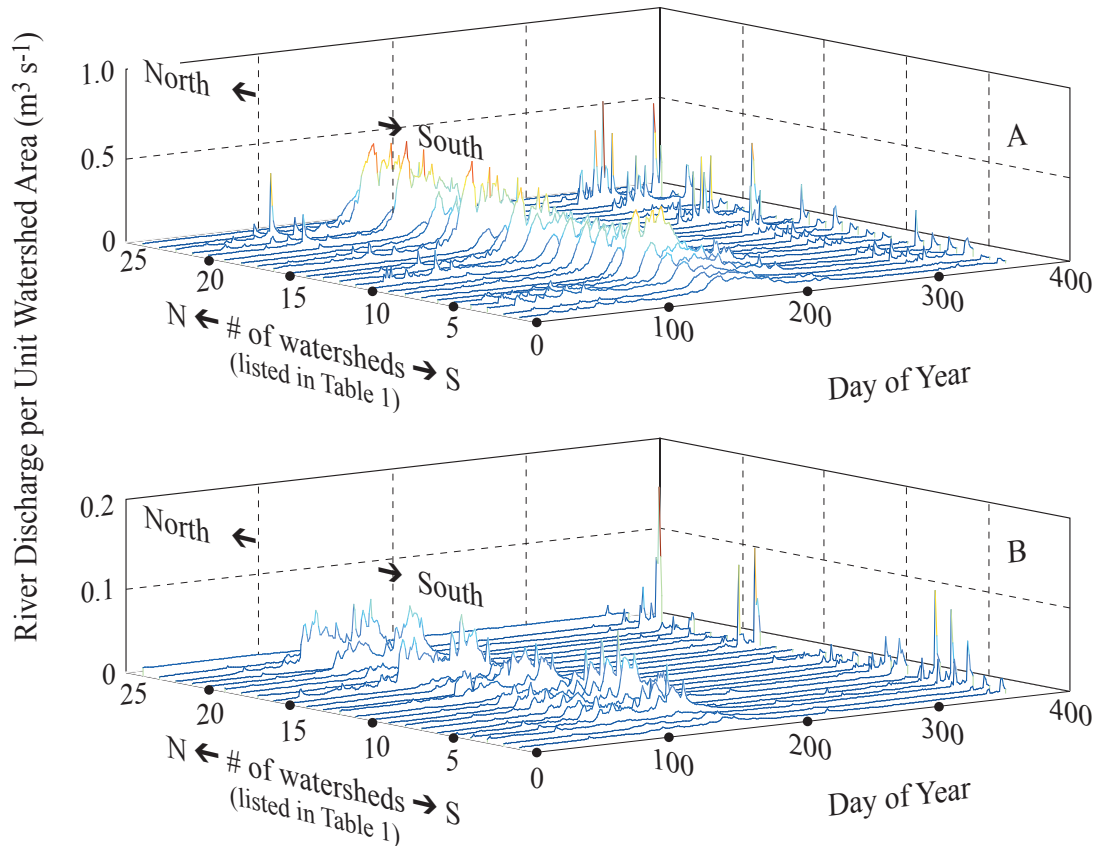 River Discharge per Unit Watershed Area (m³ s⁻¹)
1.0
0.5
0
North ←
→ South
A
25
20
15
10
5
0
100
200
300
400
N ← # of watersheds → S
(listed in Table 1)
Day of Year
0.2
0.1
0
North ←
→ South
B
25
20
15
10
5
0
100
200
300
400
N ← # of watersheds → S
(listed in Table 1)
Day of Year